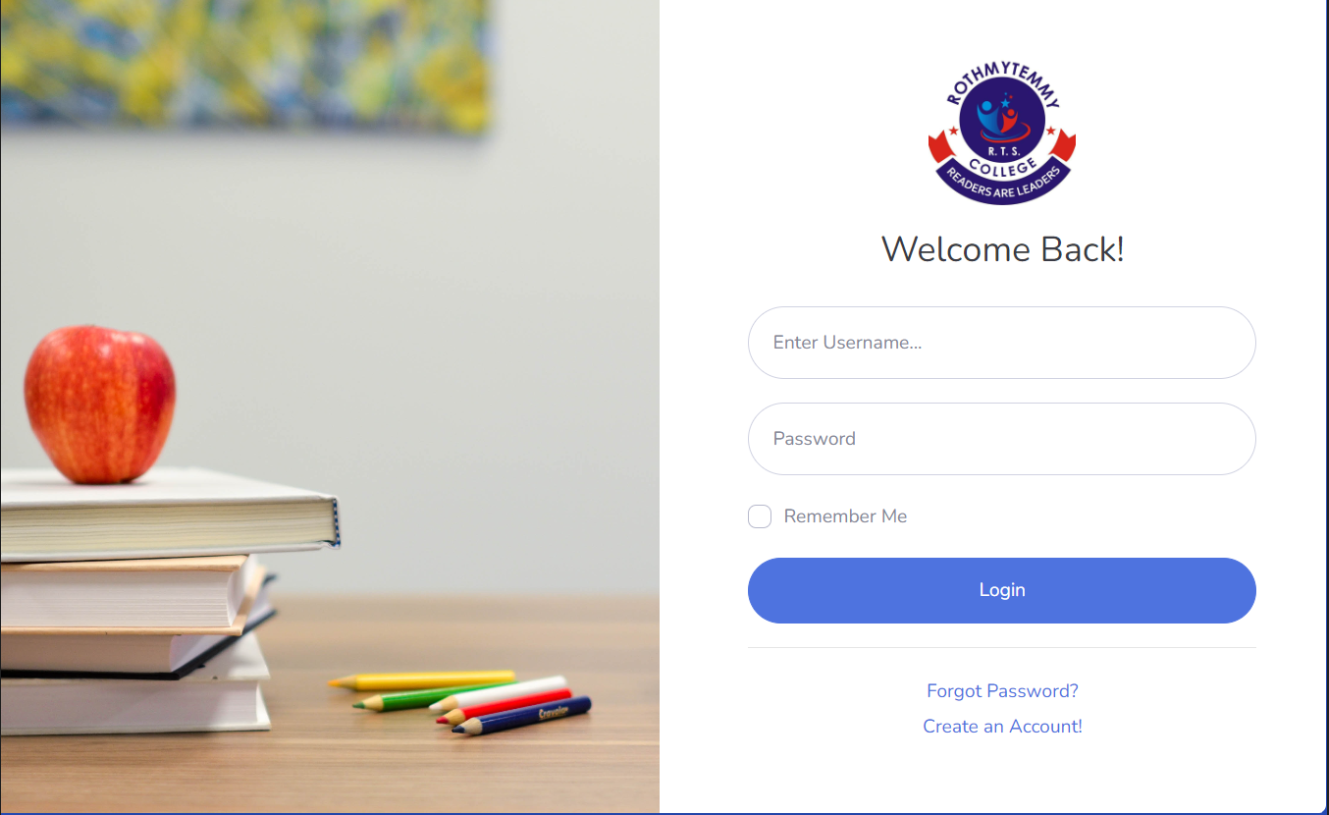 ROTHMYTEMMY
R. T. S.
COLLEGE
READERS ARE LEADERS
Welcome Back!
Enter Username...
Password
Remember Me
Login
Forgot Password?
Create an Account!